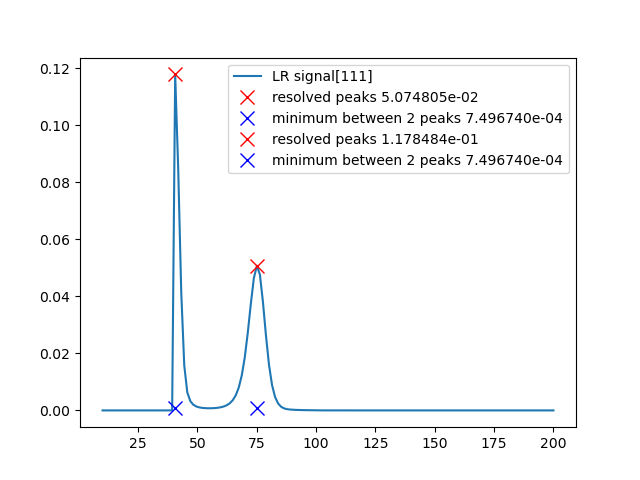 0.12
0.10
0.08
0.06
0.04
0.02
0.00
LR signal[111]
resolved peaks 5.074805e-02
minimum between 2 peaks 7.496740e-04
resolved peaks 1.178484e-01
minimum between 2 peaks 7.496740e-04
25 50 75 100 125 150 175 200